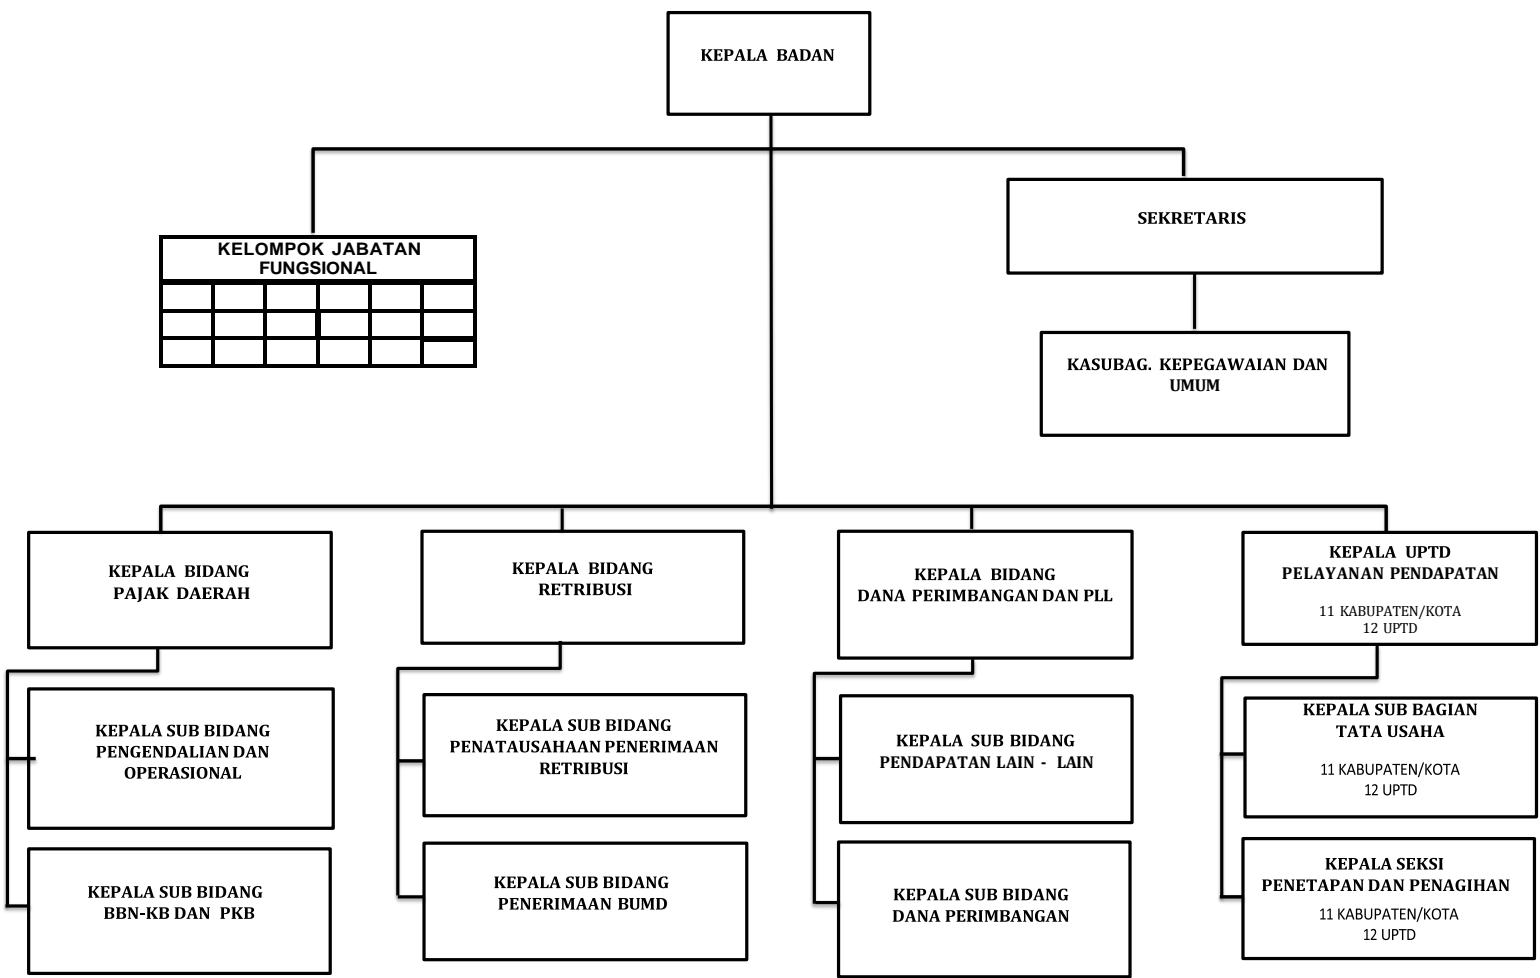 KEPALA BADAN
SEKRETARIS
KELOMPOK JABATAN
FUNGSIONAL
KASUBAG. KEPEGAWAIAN DAN
UMUM
KEPALA BIDANG
PAJAK DAERAH
KEPALA BIDANG
RETRIBUSI
KEPALA BIDANG
DANA PERIMBANGAN DAN PLL
KEPALA UPTD
PELAYANAN PENDAPATAN
11 KABUPATEN/KOTA
12 UPTD
KEPALA SUB BIDANG
PENGENDALIAN DAN
OPERASIONAL
KEPALA SUB BIDANG
PENATAUSAHAAN PENERIMAAN
RETRIBUSI
KEPALA SUB BIDANG
PENDAPATAN LAIN - LAIN
KEPALA SUB BAGIAN
TATA USAHA
11 KABUPATEN/KOTA
12 UPTD
KEPALA SUB BIDANG
BBN-KB DAN PKB
KEPALA SUB BIDANG
PENERIMAAN BUMD
KEPALA SUB BIDANG
DANA PERIMBANGAN
KEPALA SEKSI
PENETAPAN DAN PENAGIHAN
11 KABUPATEN/KOTA
12 UPTD